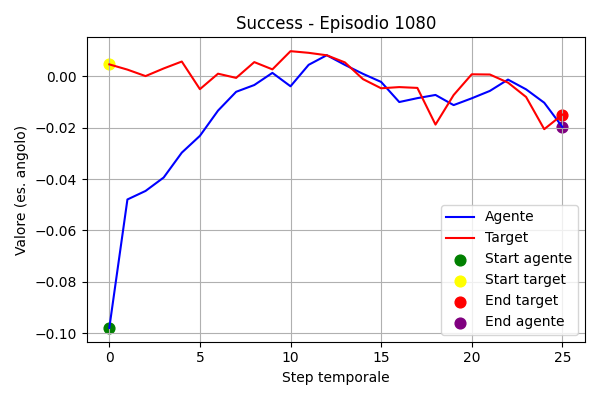 Success - Episodio 1080
Valore (es. angolo)
0.00
−0.02
−0.04
−0.06
−0.08
−0.10
0
5
10
15
20
25
Step temporale
Agente
Target
Start agente
Start target
End target
End agente